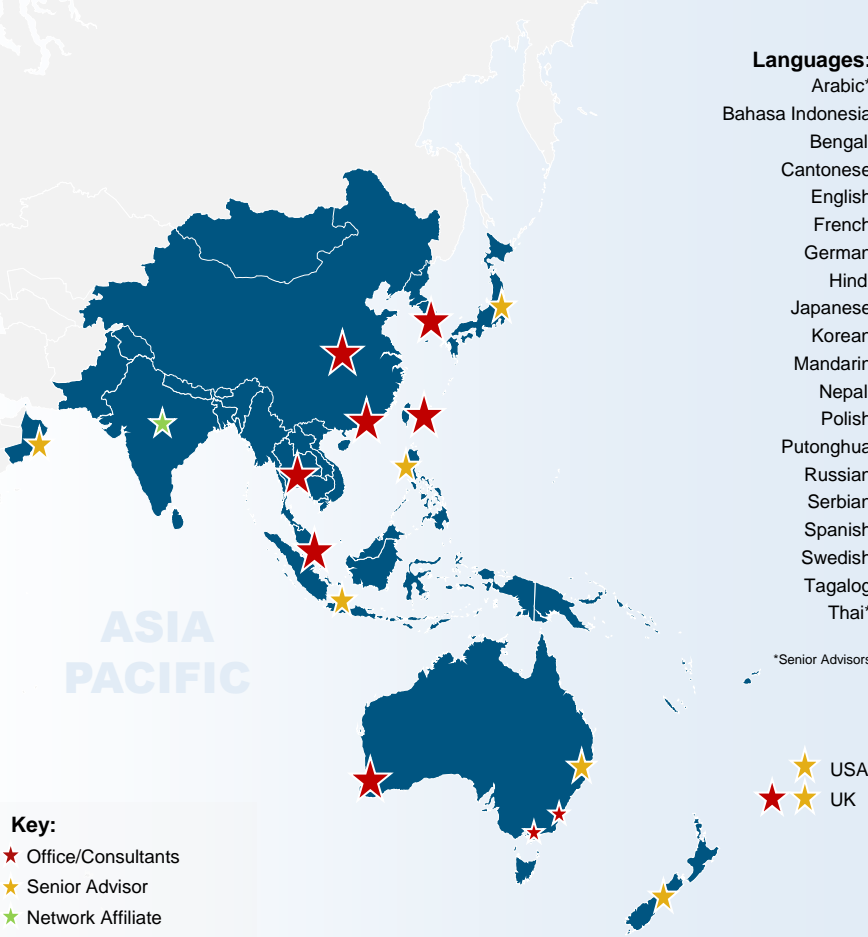 Languages:
Arabic*
Bahasa Indonesia
Bengal
Cantonese
English
French
German
Hind
Japanese
Korean
Mandarin
Nepal
Polish
Putonghua
Russian
Serbian
Spanish
Swedish
Tagalog
Thai*
*Senior Advisors
ASIA
PACIFIC
USA
UK
Key:
Office/Consultants
Senior Advisor
Network Affiliate